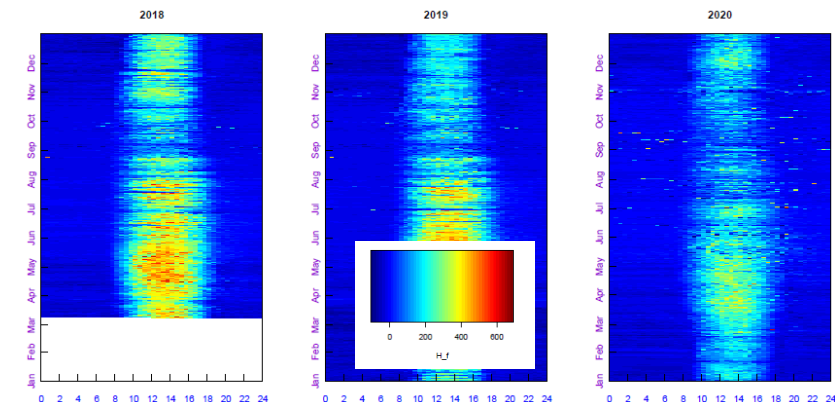 2018 2019 2020
Dec Dec Dec
Nov Nov Nov
Oct Oct Oct
Sep Sep Sep
Aug Aug Aug
Jul Jul Jul
Jun Jun Jun
May May May
Apr Apr Apr
Mar Mar Mar
Feb Feb Feb
Jan Jan Jan
0 2 4 6 8 10 12 14 16 18 20 22 24 0 2 4 6 8 10 12 14 16 18 20 22 24 0 2 4 6 8 10 12 14 16 18 20 22 24
0 200 400 600
H_f